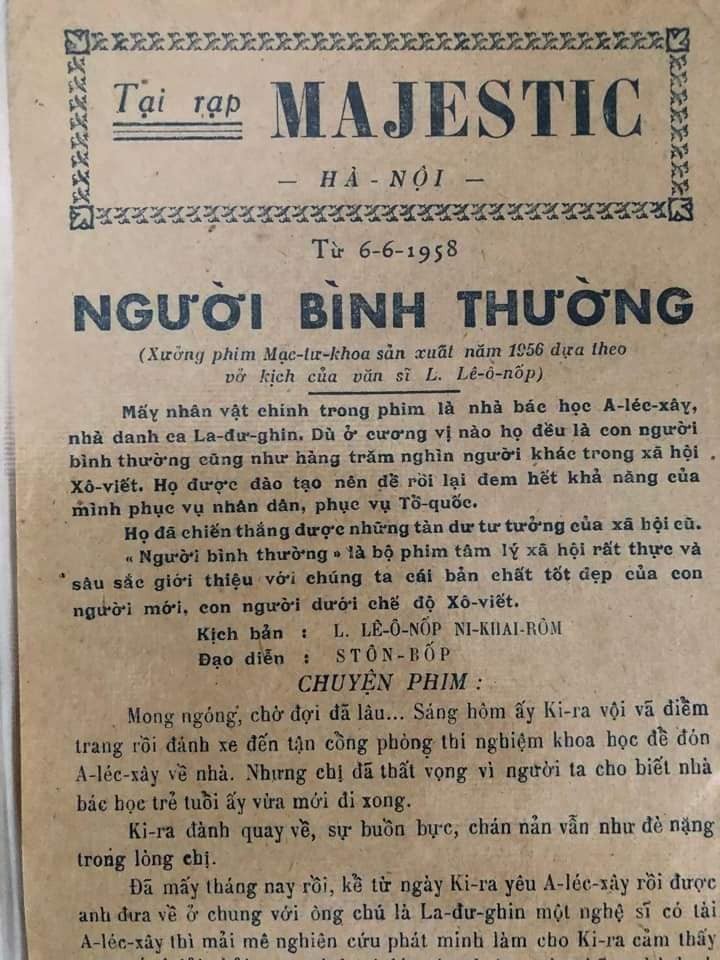 Tại rạp MAJESTIC
— HÀ - NỘI —
Từ 6-6-1958
NGƯỜI BÌNH THƯỜNG
(Xưởng phim Mạc-tư-khoa sản xuất năm 1956 dựa theo
vở kịch của văn sĩ L. Lê-ô-nốp)
Mấy nhân vật chính trong phim là nhà bác học A-léc-xây,
nhà danh ca La-đư-ghin. Dù ở cương vị nào họ đều là con người
bình thường cũng như hàng trăm nghìn người khác trong xã hội
Xô-viết. Họ được đào tạo nên để rồi lại đem hết khả năng của
mình phục vụ nhân dân, phục vụ Tổ-quốc.
Họ đã chiến thắng được những tàn dư tư tưởng của xã hội cũ.
« Người bình thường » là bộ phim tâm lý xã hội rất thực và
sâu sắc giới thiệu với chúng ta cái bản chất tốt đẹp của con
người mới, con người dưới chế độ Xô-viết.
Kịch bản : L. LÊ-Ô-NỐP NI-KHAI-RÔM
Đạo diễn : STÔN-BỐP
CHUYỆN PHIM :
Mong ngóng, chờ đợi đã lâu... Sáng hôm ấy Ki-ra vội vã điểm
trang rồi đánh xe đến tận cổng phòng thí nghiệm khoa học để đón
A-léc-xây về nhà. Nhưng chị đã thất vọng vì người ta cho biết nhà
bác học trẻ tuổi ấy vừa mới đi xong.
Ki-ra đành quay về, sự buồn bực, chán nản vẫn như đè nặng
trong lòng chị.
Đã mấy tháng nay rồi, kể từ ngày Ki-ra yêu A-léc-xây rồi được
anh đưa về ở chung với ông chú là La-đư-ghin một nghệ sĩ có tài
A-léc-xây thì mải mê nghiên cứu phát minh làm cho Ki-ra cảm thấy